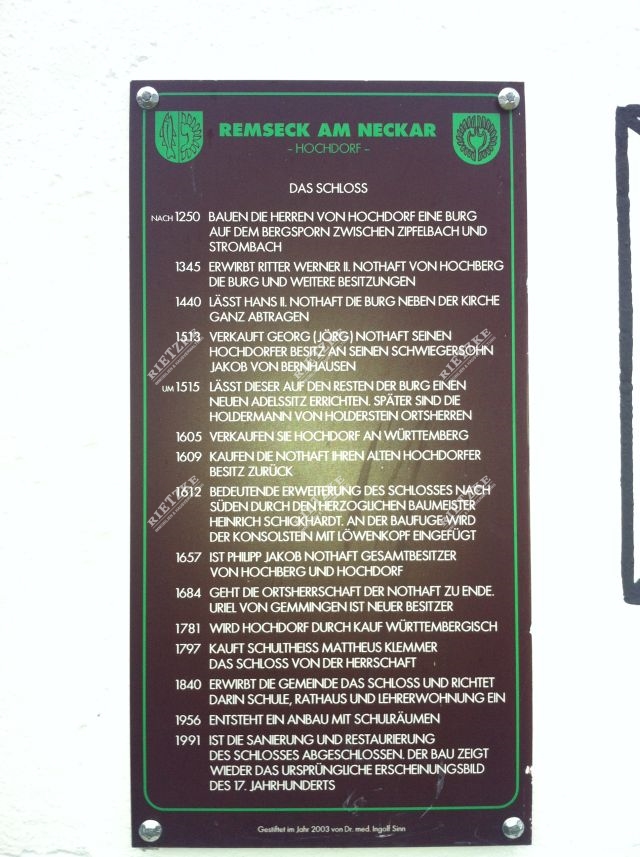 REMSECK AM NECKAR
- HOCHDORF -
DAS SCHLOSS
NACH 1250 BAUEN DIE HERREN VON HOCHDORF EINE BURG
AUF DEM BERGSPORN ZWISCHEN ZIPFELBACH UND
STROMBACH
1345 ERWIRBT RITTER WERNER II. NOTHAFT VON HOCHBERG
DIE BURG UND WEITERE BESITZUNGEN
1440 LÄSST HANS II. NOTHAFT DIE BURG NEBEN DER KIRCHE
GANZ ABTRAGEN
1513 VERKAUFT GEORG (JÖRG) NOTHAFT SEINEN
HOCHDORFER BESITZ AN SEINEN SCHWIEGERSOHN
JAKOB VON BERNHAUSEN
UM 1515 LÄSST DIESER AUF DEN RESTEN DER BURG EINEN
NEUEN ADELSSITZ ERRICHTEN. SPÄTER SIND DIE
HOLDERMANN VON HOLDERSTEIN ORTSHERREN
1605 VERKAUFEN SIE HOCHDORF AN WÜRTTEMBERG
1609 KAUFEN DIE NOTHAFT IHREN ALTEN HOCHDORFER
BESITZ ZURÜCK
1612 BEDEUTENDE ERWEITERUNG DES SCHLOSSES NACH
SÜDEN DURCH DEN HERZOGLICHEN BAUMEISTER
HEINRICH SCHICKHARDT. AN DER BAUFUGE WIRD
DER KONSOLSTEIN MIT LÖWENKOPF EINGEFÜGT
1657 IST PHILIPP JAKOB NOTHAFT GESAMTBESITZER
VON HOCHBERG UND HOCHDORF
1684 GEHT DIE ORTSHERRSCHAFT DER NOTHAFT ZU ENDE.
URIEL VON GEMMINGEN IST NEUER BESITZER
1781 WIRD HOCHDORF DURCH KAUF WÜRTTEMBERGISCH
1797 KAUFT SCHULTHEISS MATTHEUS KLEMMER
DAS SCHLOSS VON DER HERRSCHAFT
1840 ERWIRBT DIE GEMEINDE DAS SCHLOSS UND RICHTET
DARIN SCHULE, RATHAUS UND LEHRERWOHNUNG EIN
1956 ENTSTEHT EIN ANBAU MIT SCHULRÄUMEN
1991 IST DIE SANIERUNG UND RESTAURIERUNG
DES SCHLOSSES ABGESCHLOSSEN. DER BAU ZEIGT
WIEDER DAS URSPRÜNGLICHE ERSCHEINUNGSBILD
DES 17. JAHRHUNDERTS
Gestiftet im Jahr 2003 von Dr. med. Ingolf Sinn
RIETZKE
RIETZKE
RIETZKE
RIETZKE
RIETZKE
RIETZKE